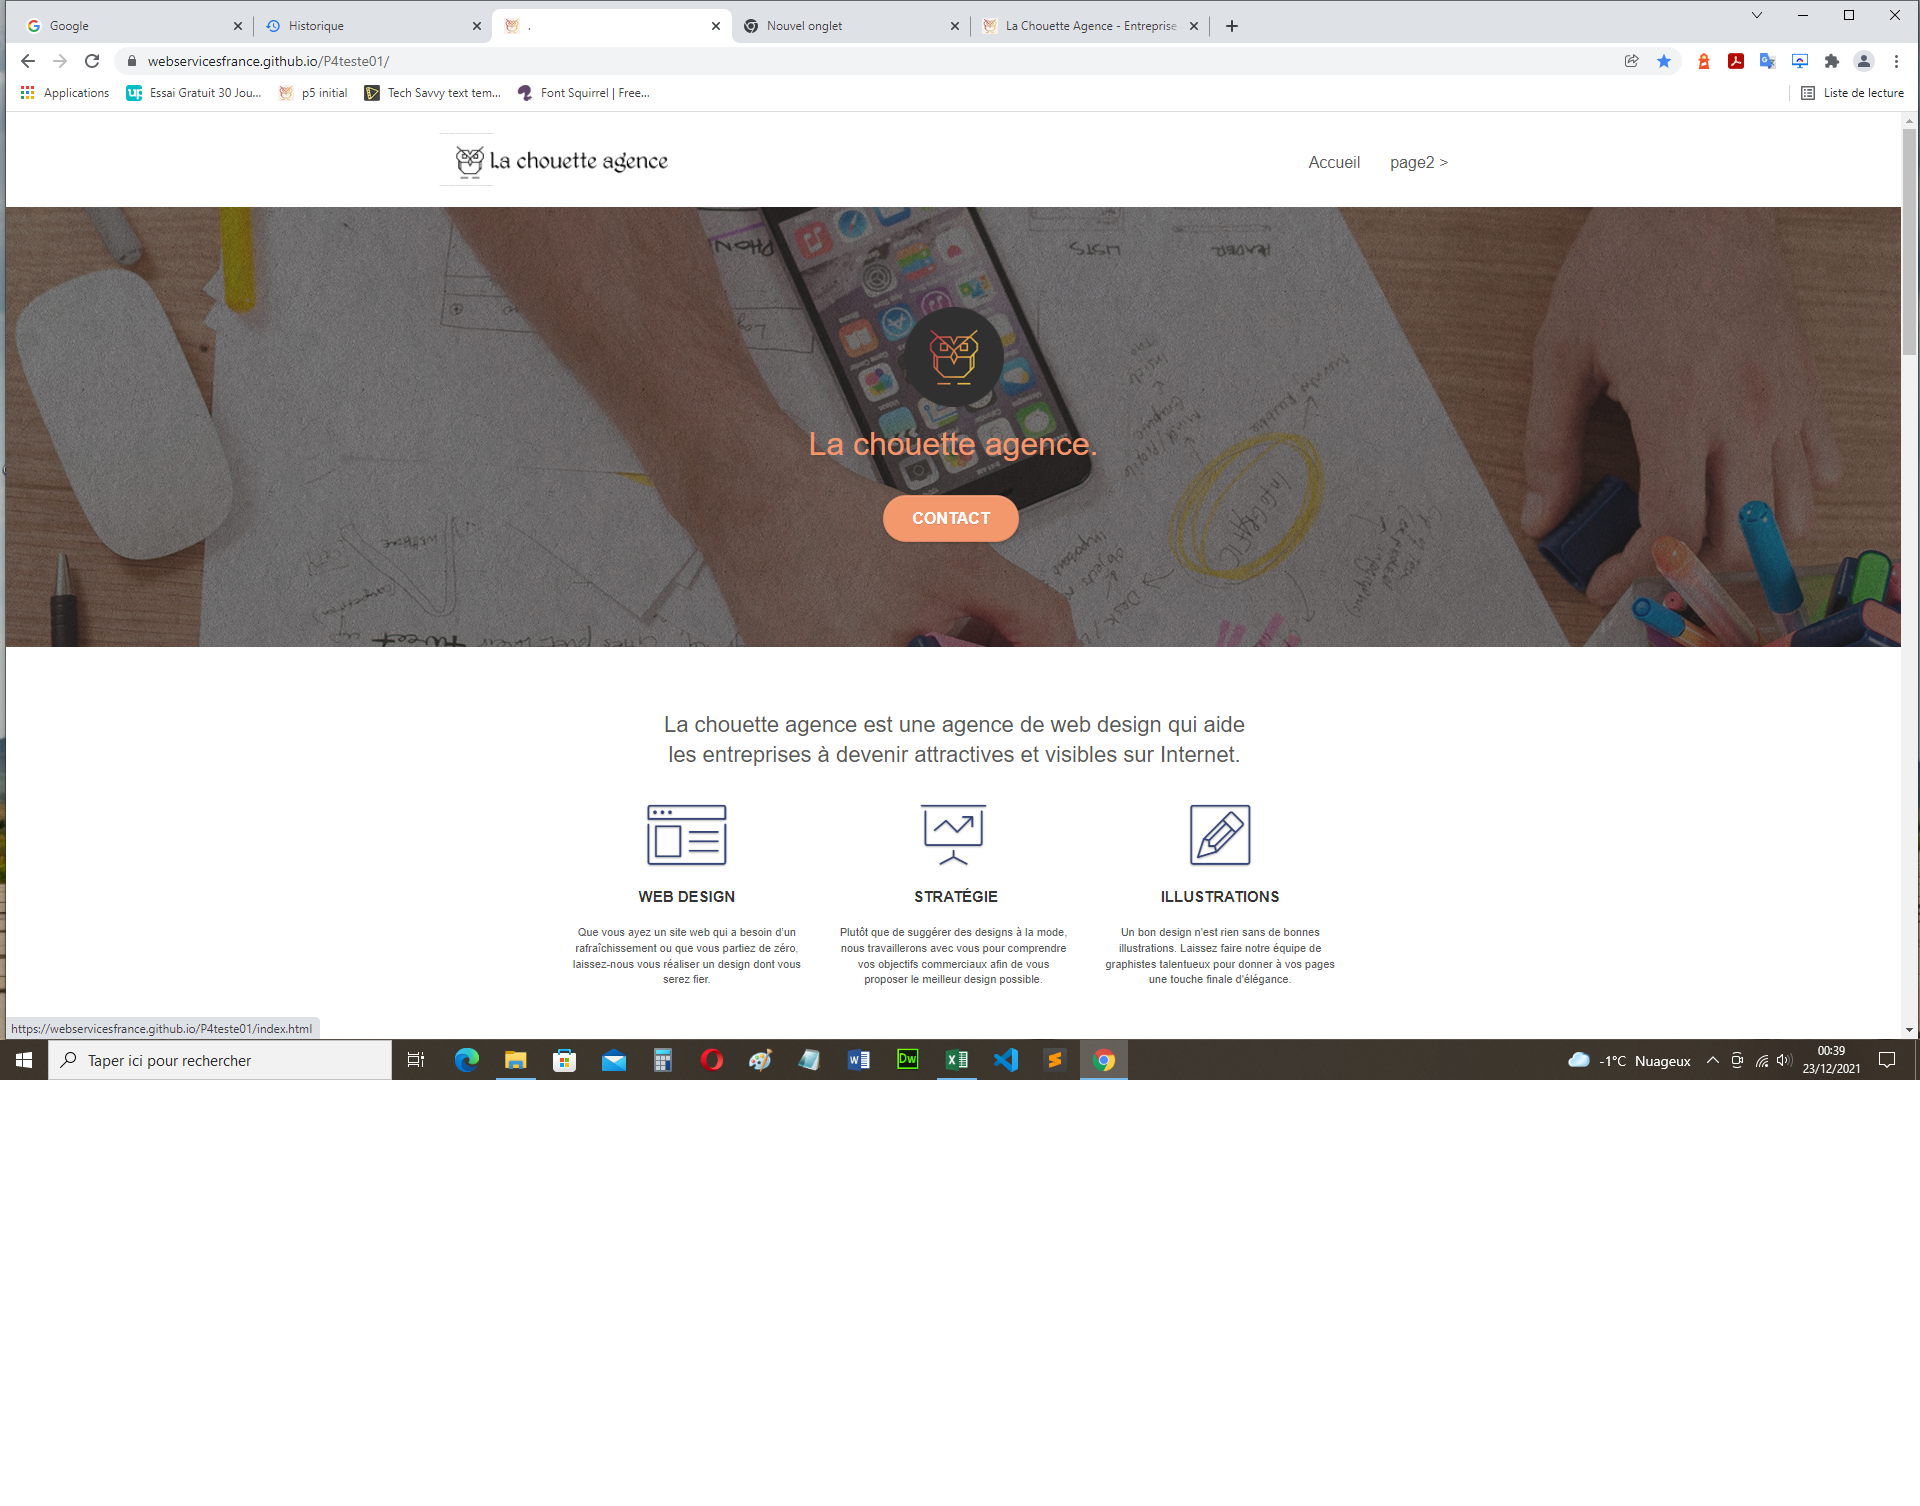 Google
Historique
.
Nouvel onglet
La Chouette Agence - Entreprise
webservicesfrance.github.io/P4teste01/
Applications
Essai Gratuit 30 Jou...
p5 initial
Tech Savvy text tem...
Font Squirrel | Free...
Liste de lecture
La chouette agence
Accueil
page2 >
PHON
LISTS
HEADER
INFOGRAFIC
La chouette agence.
CONTACT
La chouette agence est une agence de web design qui aide
les entreprises à devenir attractives et visibles sur Internet.
WEB DESIGN
Que vous ayez un site web qui a besoin d'un
rafraîchissement ou que vous partiez de zéro,
laissez-nous vous réaliser un design dont vous
serez fier.
STRATÉGIE
Plutôt que de suggérer des designs à la mode,
nous travaillerons avec vous pour comprendre
vos objectifs commerciaux afin de vous
proposer le meilleur design possible.
ILLUSTRATIONS
Un bon design n'est rien sans de bonnes
illustrations. Laissez faire notre équipe de
graphistes talentueux pour donner à vos pages
une touche finale d'élégance.
https://webservicesfrance.github.io/P4teste01/index.html
Taper ici pour rechercher
-1°C Nuageux
00:39
23/12/2021